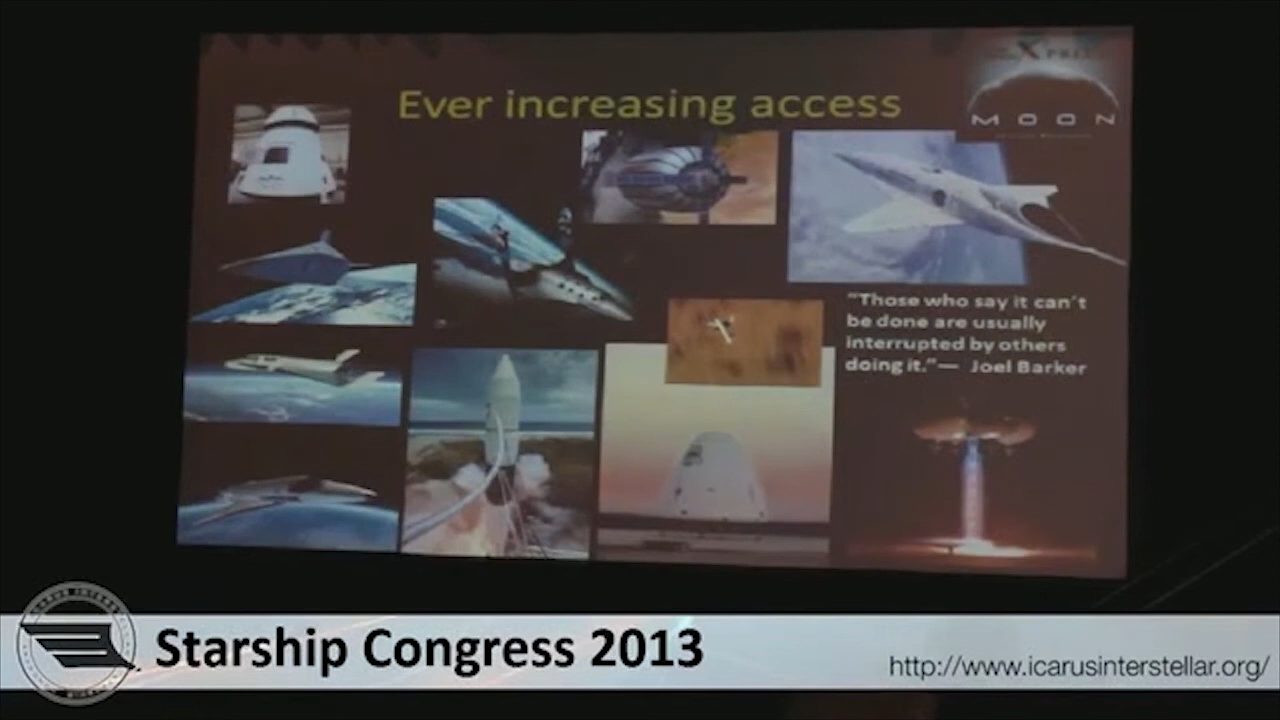 Ever increasing access
MOON
"Those who say it can't
be done are usually
interrupted by others
doing it."— Joel Barker
Starship Congress 2013
http://www.icarusinterstellar.org/